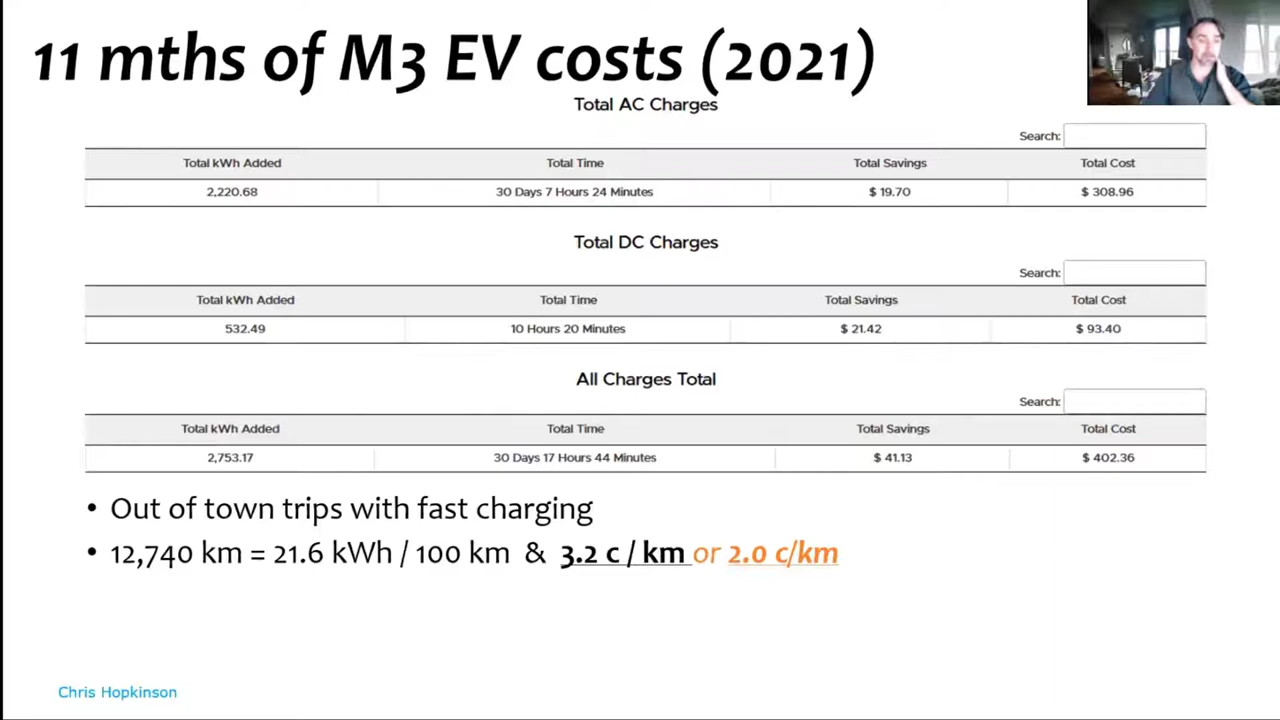 11 mths of M3 EV costs (2021)
Total AC Charges
Search:
Total kWh Added Total Time Total Savings Total Cost
2,220.68 30 Days 7 Hours 24 Minutes $ 19.70 $ 308.96
Total DC Charges
Search:
Total kWh Added Total Time Total Savings Total Cost
532.49 10 Hours 20 Minutes $ 21.42 $ 93.40
All Charges Total
Search:
Total kWh Added Total Time Total Savings Total Cost
2,753.17 30 Days 17 Hours 44 Minutes $ 41.13 $ 402.36
• Out of town trips with fast charging
• 12,740 km = 21.6 kWh / 100 km & 3.2 c / km or 2.0 c/km
Chris Hopkinson